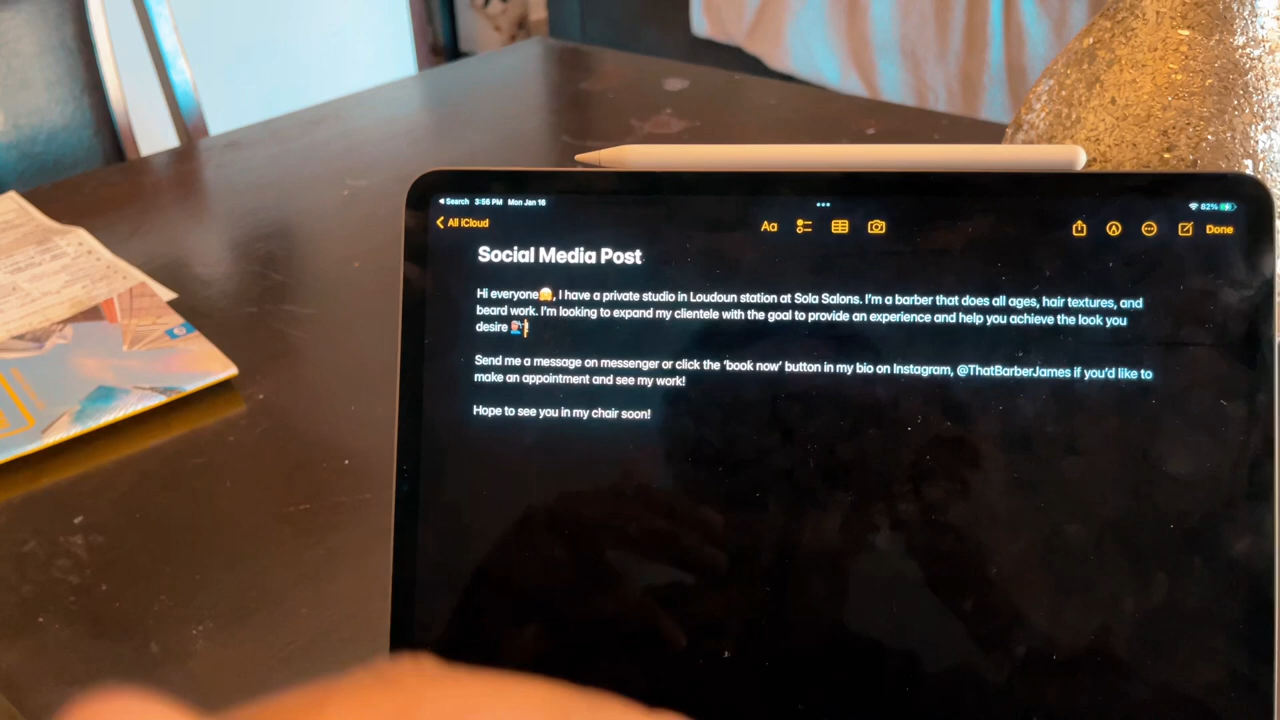 Search 3:56 PM Mon Jan 16
82%
All iCloud
Aa
Done
Social Media Post
Hi everyone🤗, I have a private studio in Loudoun station at Sola Salons. I'm a barber that does all ages, hair textures, and
beard work. I'm looking to expand my clientele with the goal to provide an experience and help you achieve the look you
desire 💇🏽‍♂️💈
Send me a message on messenger or click the 'book now' button in my bio on Instagram, @ThatBarberJames if you'd like to
make an appointment and see my work!
Hope to see you in my chair soon!